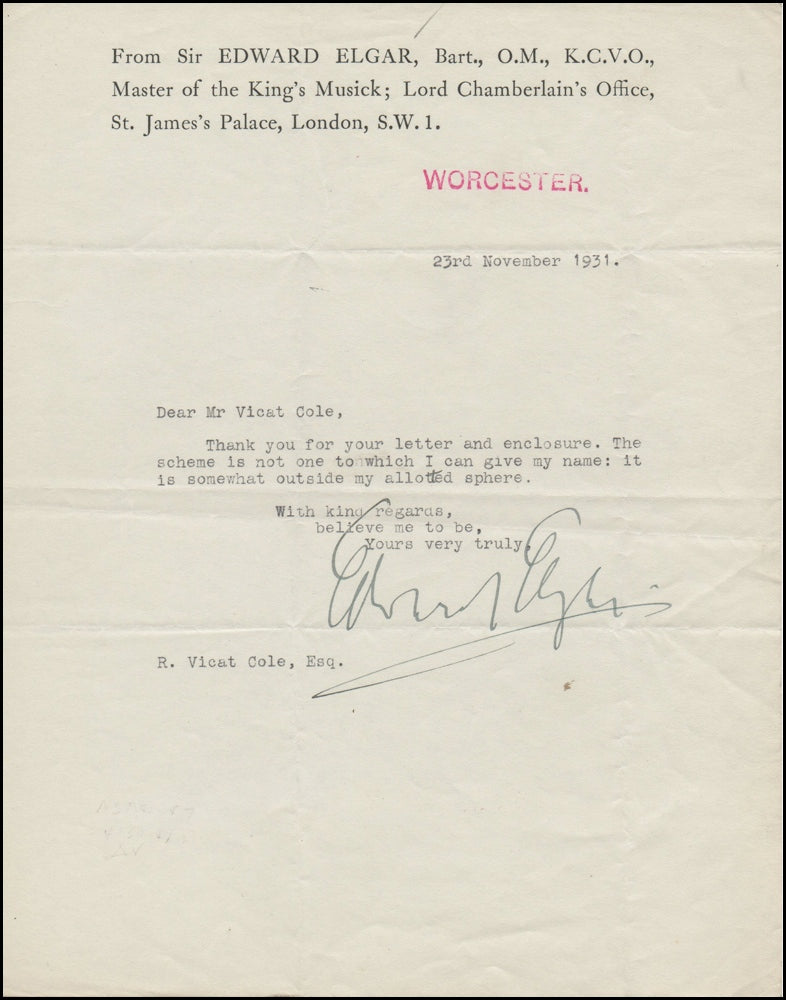 From Sir EDWARD ELGAR, Bart., O.M., K.C.V.O.,
Master of the King's Musick; Lord Chamberlain's Office,
St. James's Palace, London, S.W. 1.
WORCESTER.
23rd November 1931.
Dear Mr Vicat Cole,
Thank you for your letter and enclosure. The
scheme is not one to which I can give my name: it
is somewhat outside my allotted sphere.
With kind regards,
believe me to be,
Yours very truly,
Edward Elgar
R. Vicat Cole, Esq.